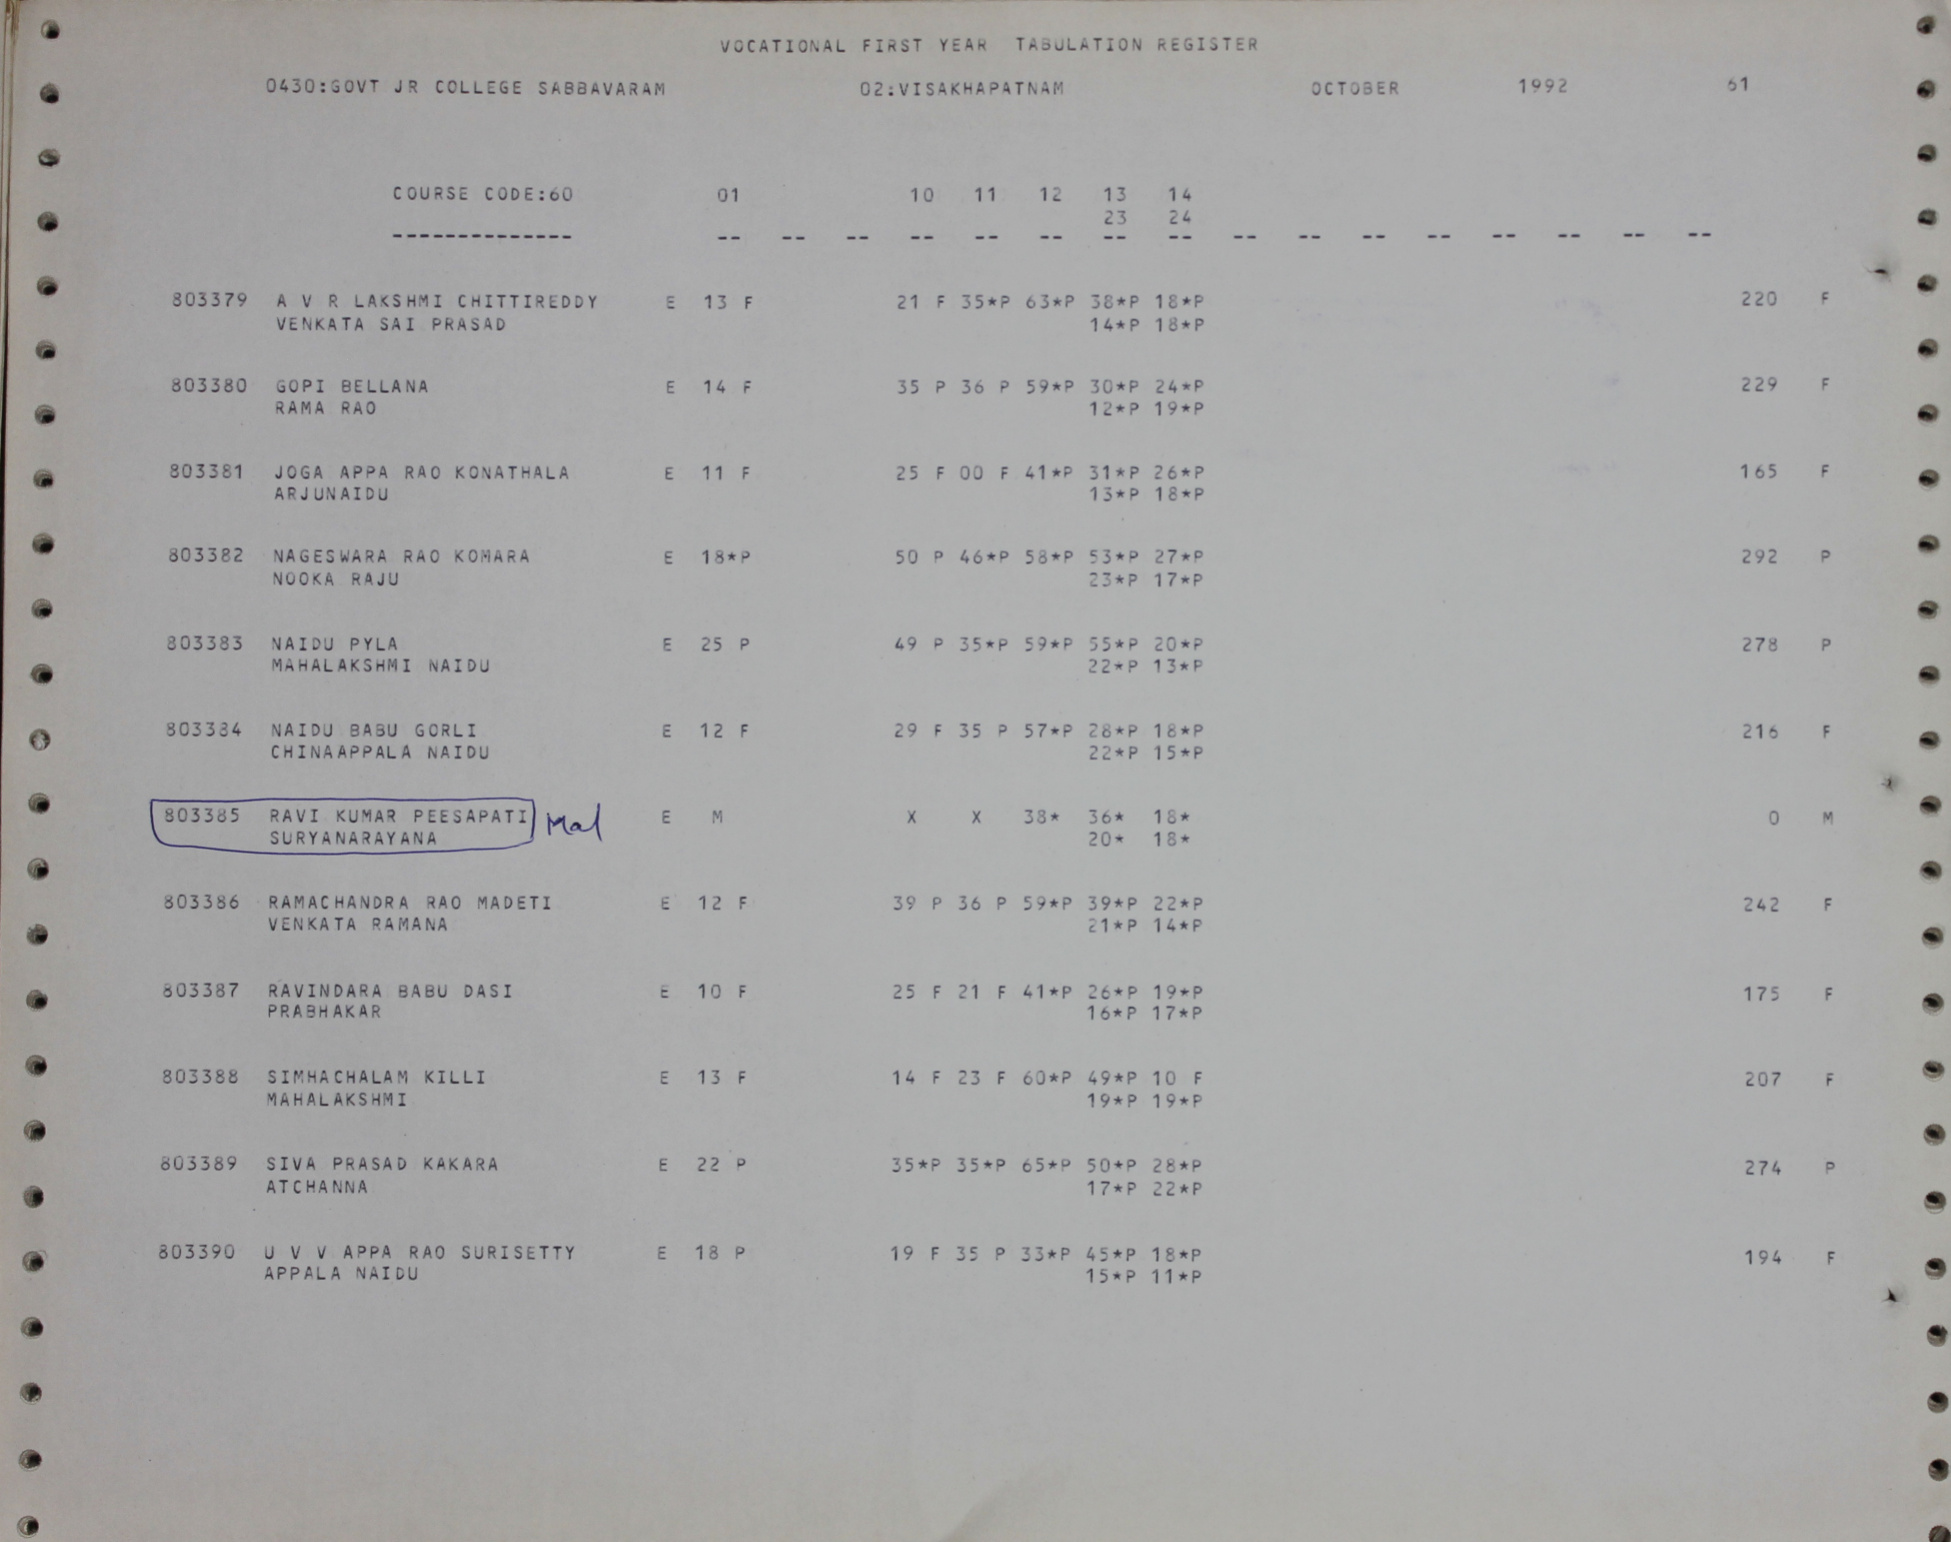 VOCATIONAL FIRST YEAR TABULATION REGISTER
0430:GOVT JR COLLEGE SABBAVARAM 02:VISAKHAPATNAM OCTOBER 1992 61
COURSE CODE:60 01 10 11 12 13 14
23 24
-------------- -- -- -- -- -- -- -- -- -- -- -- -- -- -- -- --
803379 A V R LAKSHMI CHITTIREDDY E 13 F 21 F 35*P 63*P 38*P 18*P 220 F
VENKATA SAI PRASAD 14*P 18*P
803380 GOPI BELLANA E 14 F 35 P 36 P 59*P 30*P 24*P 229 F
RAMA RAO 12*P 19*P
803381 JOGA APPA RAO KONATHALA E 11 F 25 F 00 F 41*P 31*P 26*P 165 F
ARJUNAIDU 13*P 18*P
803382 NAGESWARA RAO KOMARA E 18*P 50 P 46*P 58*P 53*P 27*P 292 P
NOOKA RAJU 23*P 17*P
803383 NAIDU PYLA E 25 P 49 P 35*P 59*P 55*P 20*P 278 P
MAHALAKSHMI NAIDU 22*P 13*P
803384 NAIDU BABU GORLI E 12 F 29 F 35 P 57*P 28*P 18*P 216 F
CHINAAPPALA NAIDU 22*P 15*P
803385 RAVI KUMAR PEESAPATI Mal E M X X 38* 36* 18* 0 M
SURYANARAYANA 20* 18*
803386 RAMACHANDRA RAO MADETI E 12 F 39 P 36 P 59*P 39*P 22*P 242 F
VENKATA RAMANA 21*P 14*P
803387 RAVINDARA BABU DASI E 10 F 25 F 21 F 41*P 26*P 19*P 175 F
PRABHAKAR 16*P 17*P
803388 SIMHACHALAM KILLI E 13 F 14 F 23 F 60*P 49*P 10 F 207 F
MAHALAKSHMI 19*P 19*P
803389 SIVA PRASAD KAKARA E 22 P 35*P 35*P 65*P 50*P 28*P 274 P
ATCHANNA 17*P 22*P
803390 U V V APPA RAO SURISETTY E 18 P 19 F 35 P 33*P 45*P 18*P 194 F
APPALA NAIDU 15*P 11*P